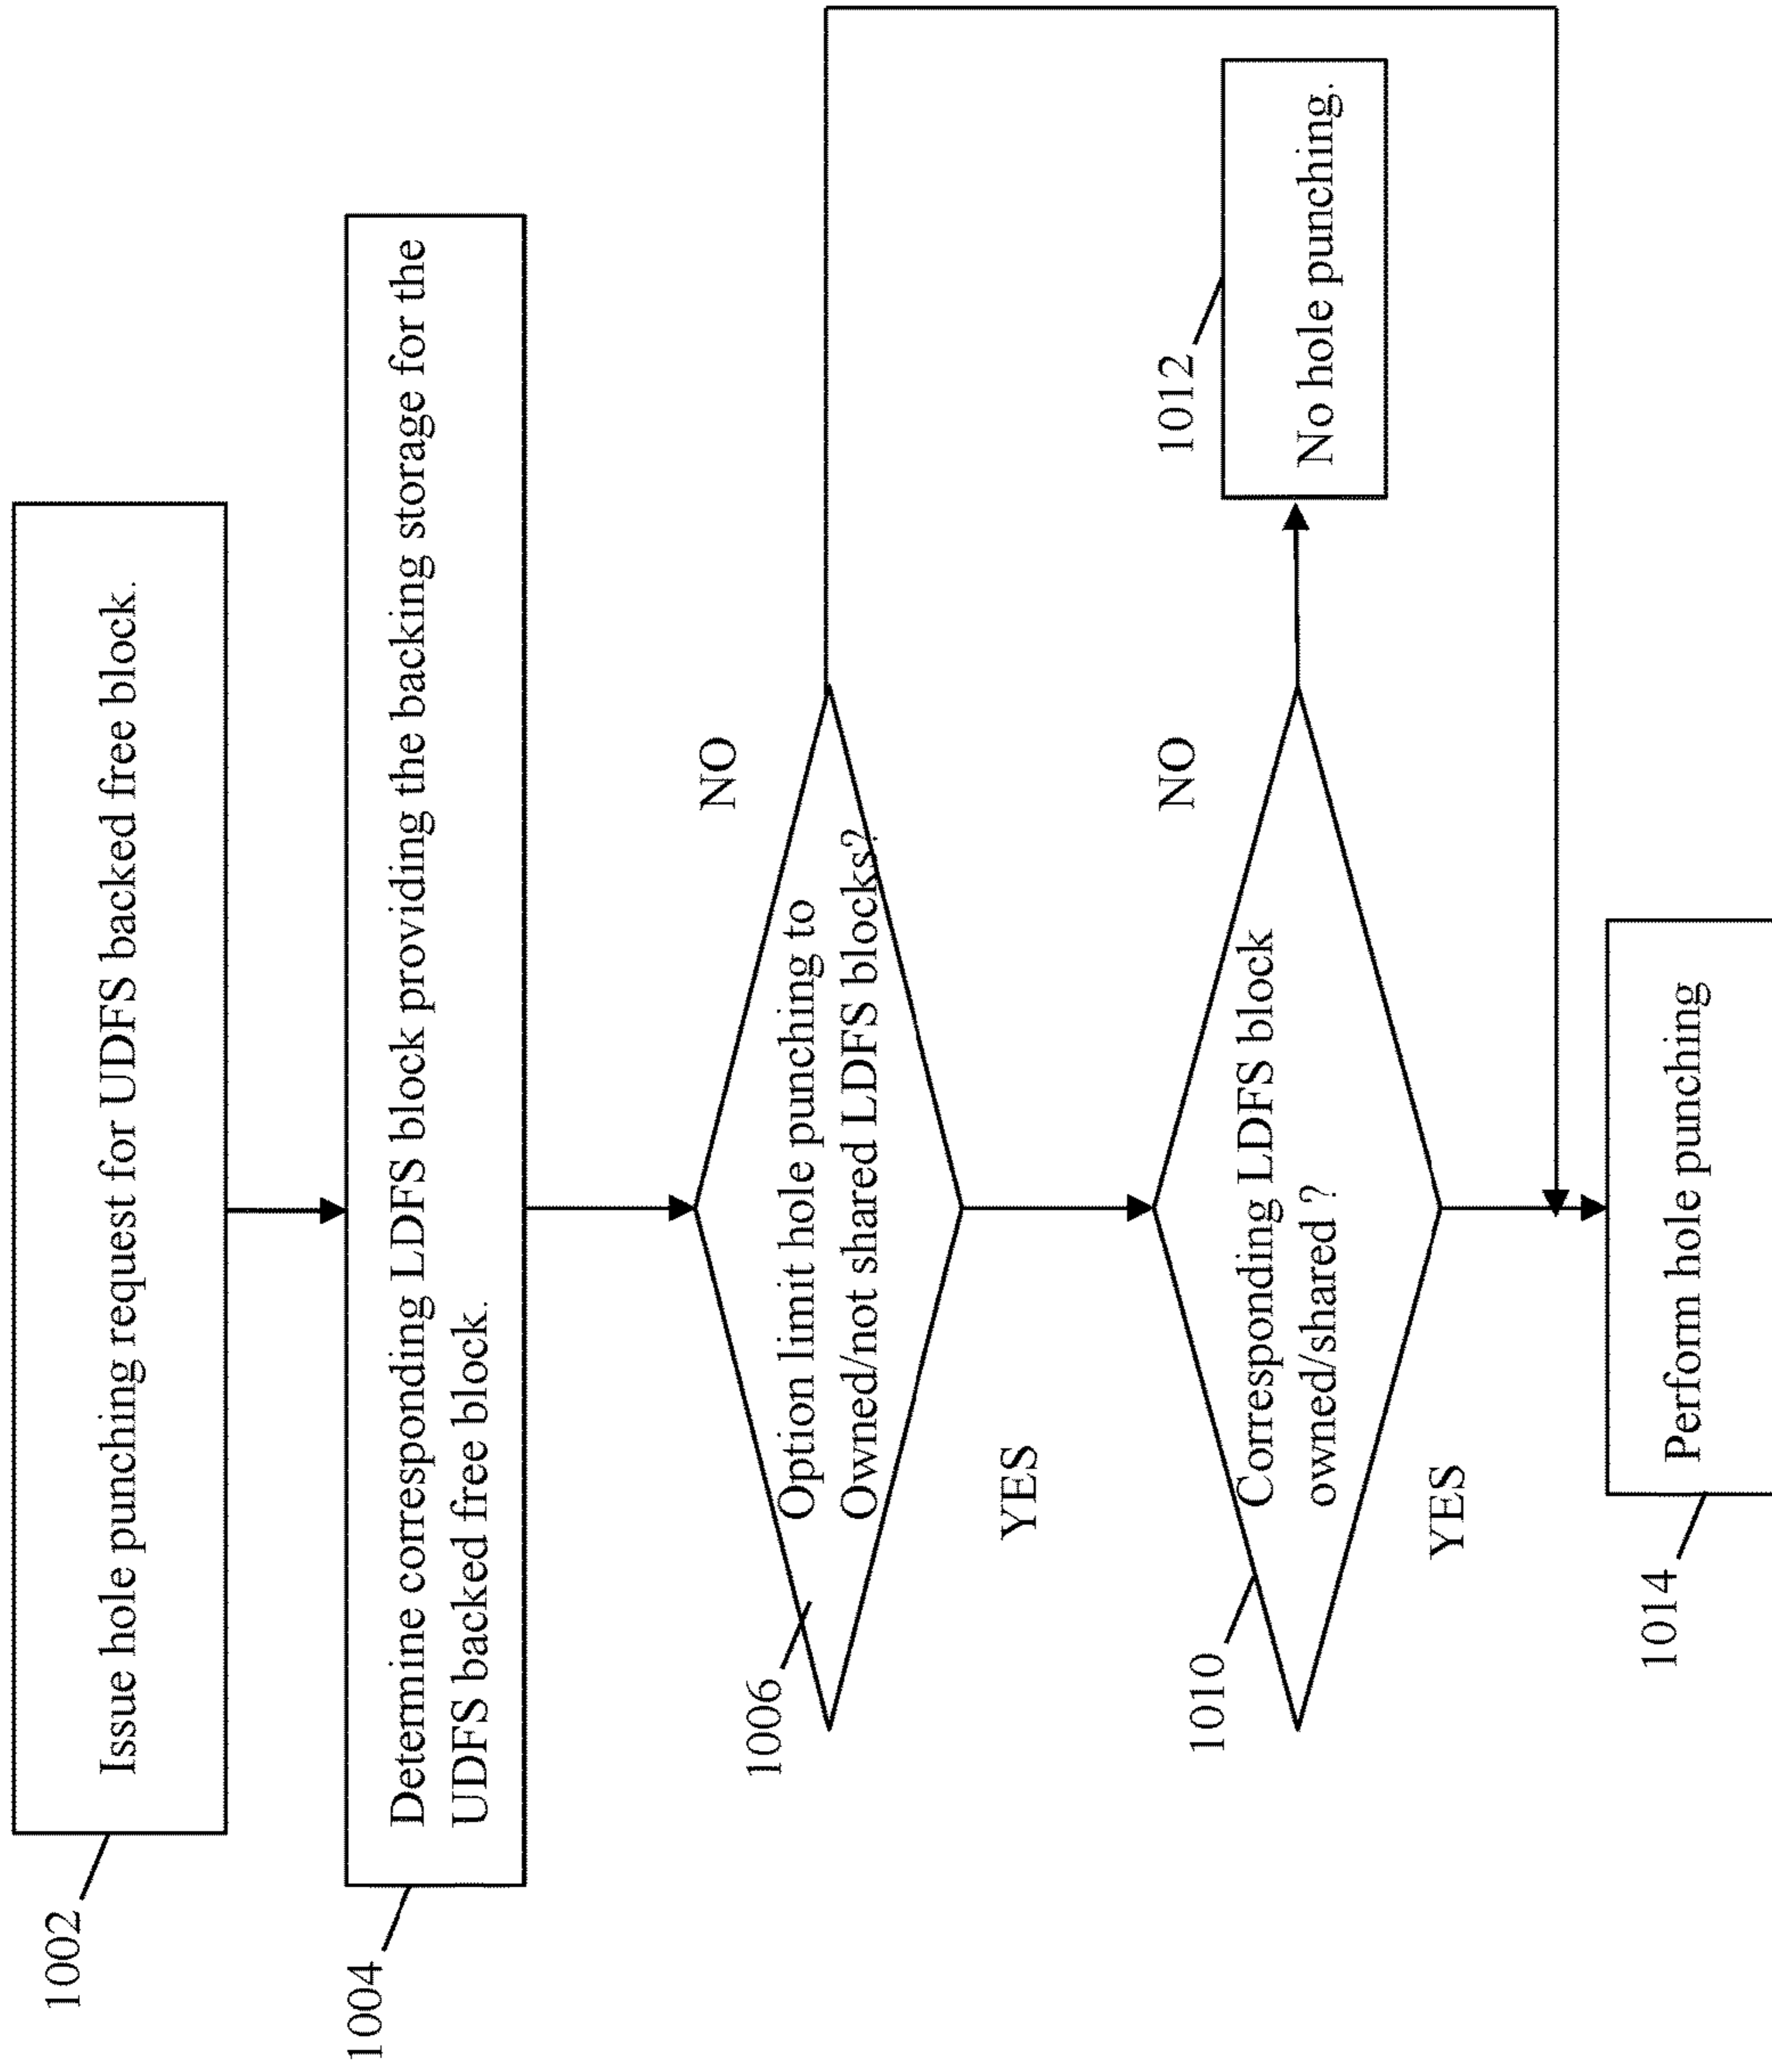 1002
Issue hole punching request for UDFS backed free block.
1004
Determine corresponding LDFS block providing the backing storage for the
UDFS backed free block.
1006
Option limit hole punching to
Owned/not shared LDFS blocks?
NO
YES
1010
Corresponding LDFS block
owned/shared ?
NO
1012
No hole punching.
YES
1014
Perform hole punching